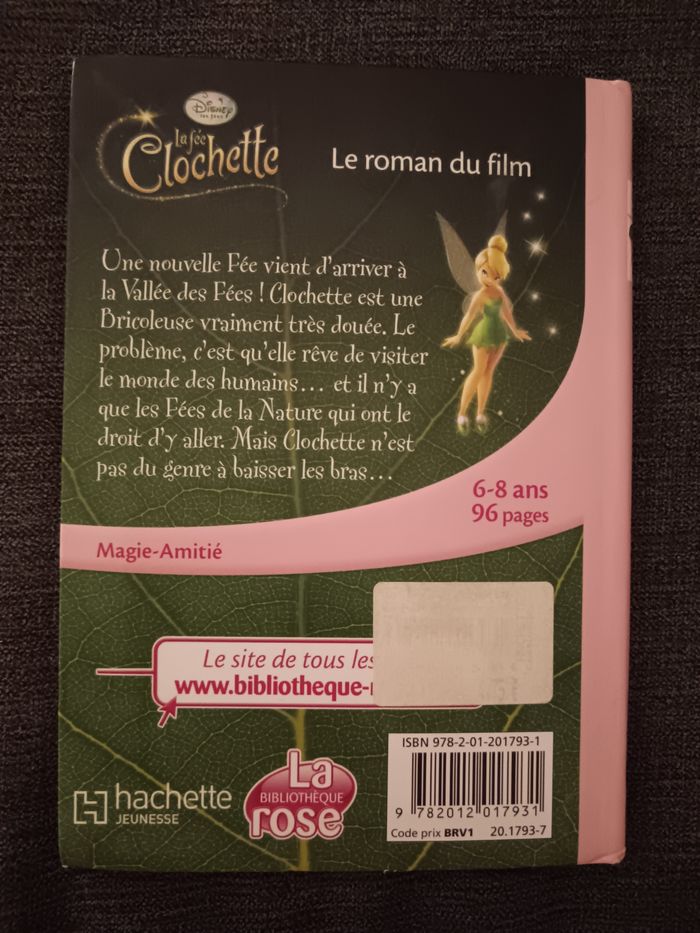 Disney
Les Fées
La fée
Clochette
Le roman du film
Une nouvelle Fée vient d'arriver à
la Vallée des Fées ! Clochette est une
Bricoleuse vraiment très douée. Le
problème, c'est qu'elle rêve de visiter
le monde des humains... et il n'y a
que les Fées de la Nature qui ont le
droit d'y aller. Mais Clochette n'est
pas du genre à baisser les bras...
6-8 ans
96 pages
Magie-Amitié
Le site de tous les
www.bibliotheque-
ISBN 978-2-01-201793-1
9 782012 017931
Code prix BRV1 20.1793-7
hachette
JEUNESSE
La
BIBLIOTHÈQUE
rose